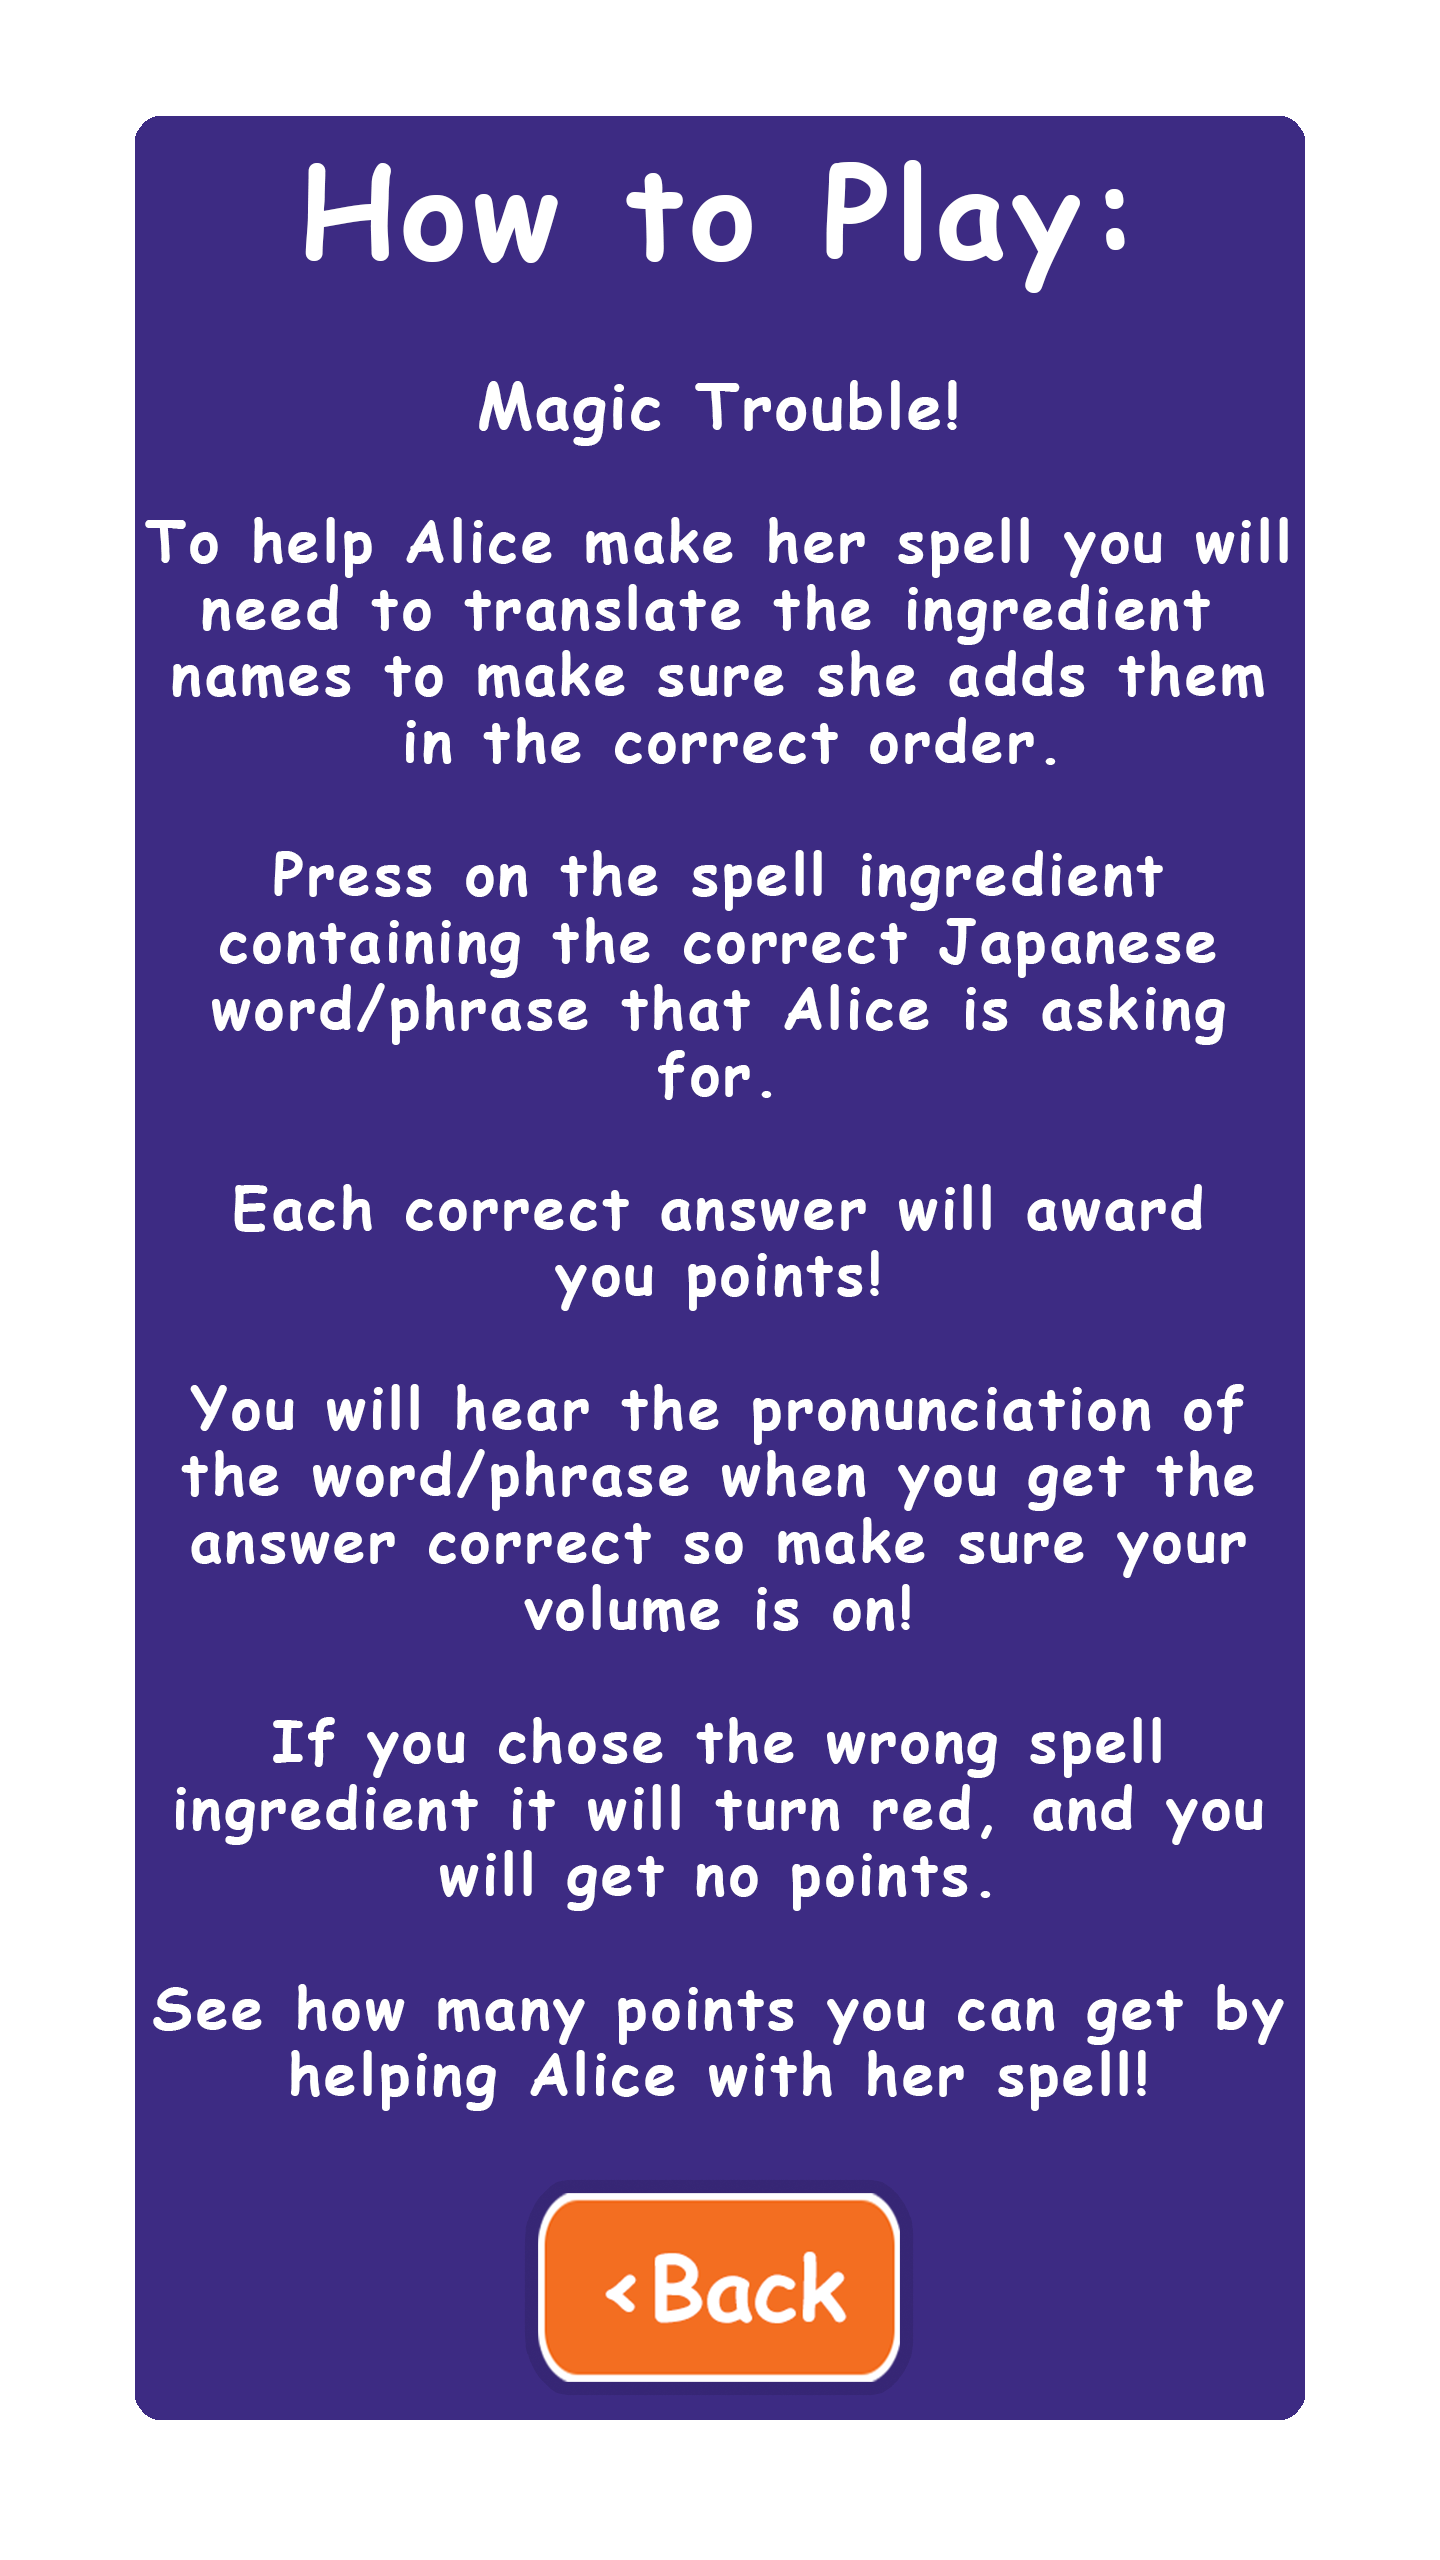 How to Play:
Magic Trouble!
To help Alice make her spell you will
need to translate the ingredient
names to make sure she adds them
in the correct order.
Press on the spell ingredient
containing the correct Japanese
word/phrase that Alice is asking
for.
Each correct answer will award
you points!
You will hear the pronunciation of
the word/phrase when you get the
answer correct so make sure your
volume is on!
If you chose the wrong spell
ingredient it will turn red, and you
will get no points.
See how many points you can get by
helping Alice with her spell!
<Back